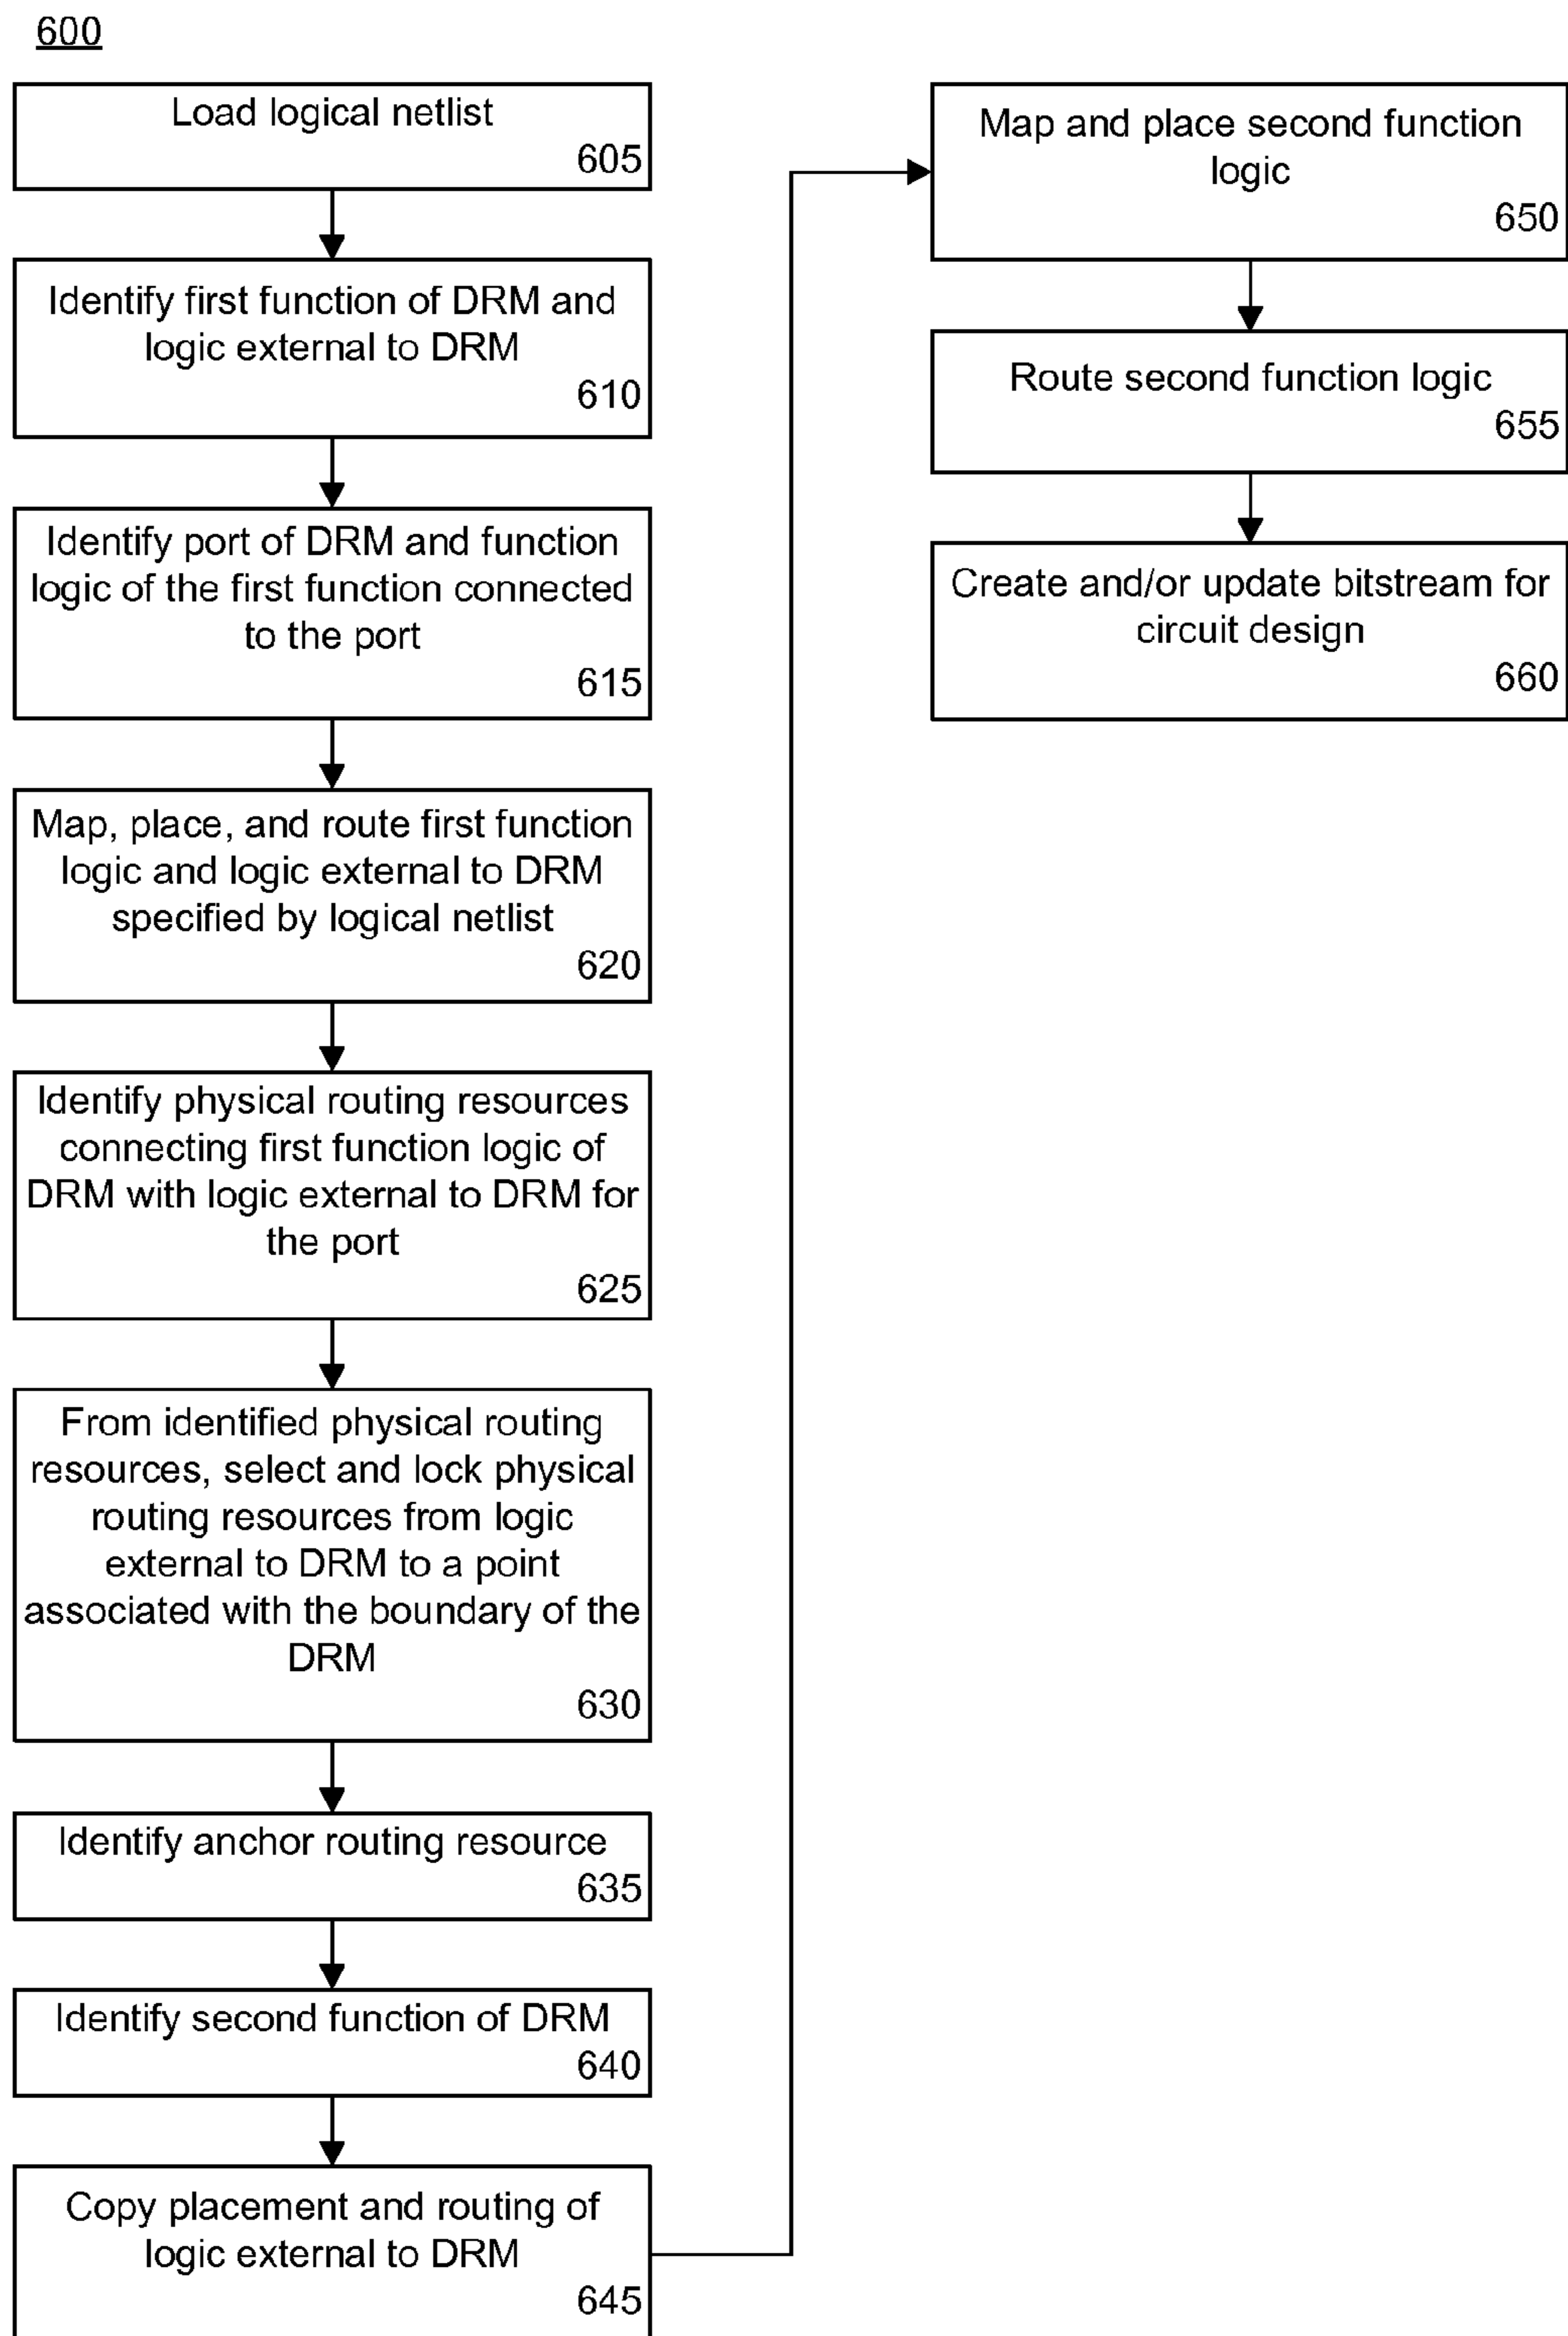 600
Load logical netlist
605
Identify first function of DRM and
logic external to DRM
610
Identify port of DRM and function
logic of the first function connected
to the port
615
Map, place, and route first function
logic and logic external to DRM
specified by logical netlist
620
Identify physical routing resources
connecting first function logic of
DRM with logic external to DRM for
the port
625
From identified physical routing
resources, select and lock physical
routing resources from logic
external to DRM to a point
associated with the boundary of the
DRM
630
Identify anchor routing resource
635
Identify second function of DRM
640
Copy placement and routing of
logic external to DRM
645
Map and place second function
logic
650
Route second function logic
655
Create and/or update bitstream for
circuit design
660